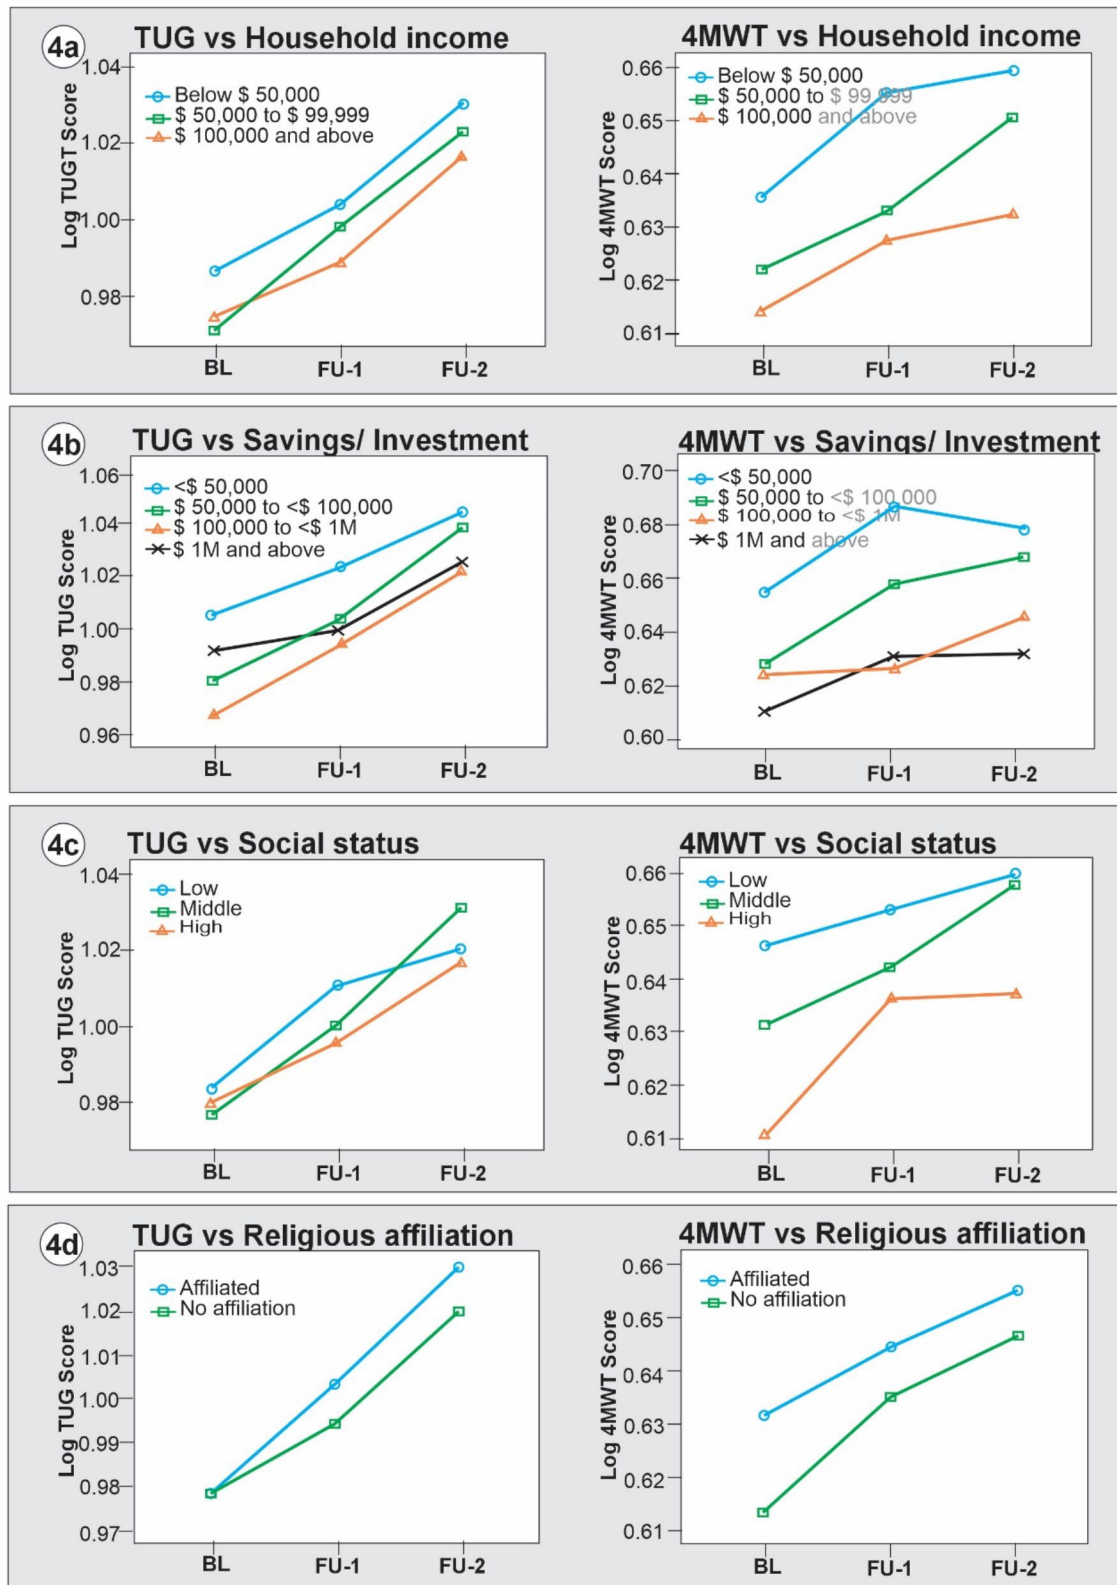 4a
TUG vs Household income
Log TUGT Score
1.04
1.02
1.00
0.98
Below $ 50,000
$ 50,000 to $ 99,999
$ 100,000 and above
BL FU-1 FU-2
4MWT vs Household income
Log 4MWT Score
0.66
0.65
0.64
0.63
0.62
0.61
Below $ 50,000
$ 50,000 to $ 99,999
$ 100,000 and above
BL FU-1 FU-2
4b
TUG vs Savings/ Investment
Log TUG Score
1.06
1.04
1.02
1.00
0.98
0.96
<$ 50,000
$ 50,000 to <$ 100,000
$ 100,000 to <$ 1M
$ 1M and above
BL FU-1 FU-2
4MWT vs Savings/ Investment
Log 4MWT Score
0.70
0.68
0.66
0.64
0.62
0.60
<$ 50,000
$ 50,000 to <$ 100,000
$ 100,000 to <$ 1M
$ 1M and above
BL FU-1 FU-2
4c
TUG vs Social status
Log TUG Score
1.04
1.02
1.00
0.98
Low
Middle
High
BL FU-1 FU-2
4MWT vs Social status
Log 4MWT Score
0.66
0.65
0.64
0.63
0.62
0.61
Low
Middle
High
BL FU-1 FU-2
4d
TUG vs Religious affiliation
Log TUG Score
1.03
1.02
1.01
1.00
0.99
0.98
0.97
Affiliated
No affiliation
BL FU-1 FU-2
4MWT vs Religious affiliation
Log 4MWT Score
0.66
0.65
0.64
0.63
0.62
0.61
Affiliated
No affiliation
BL FU-1 FU-2